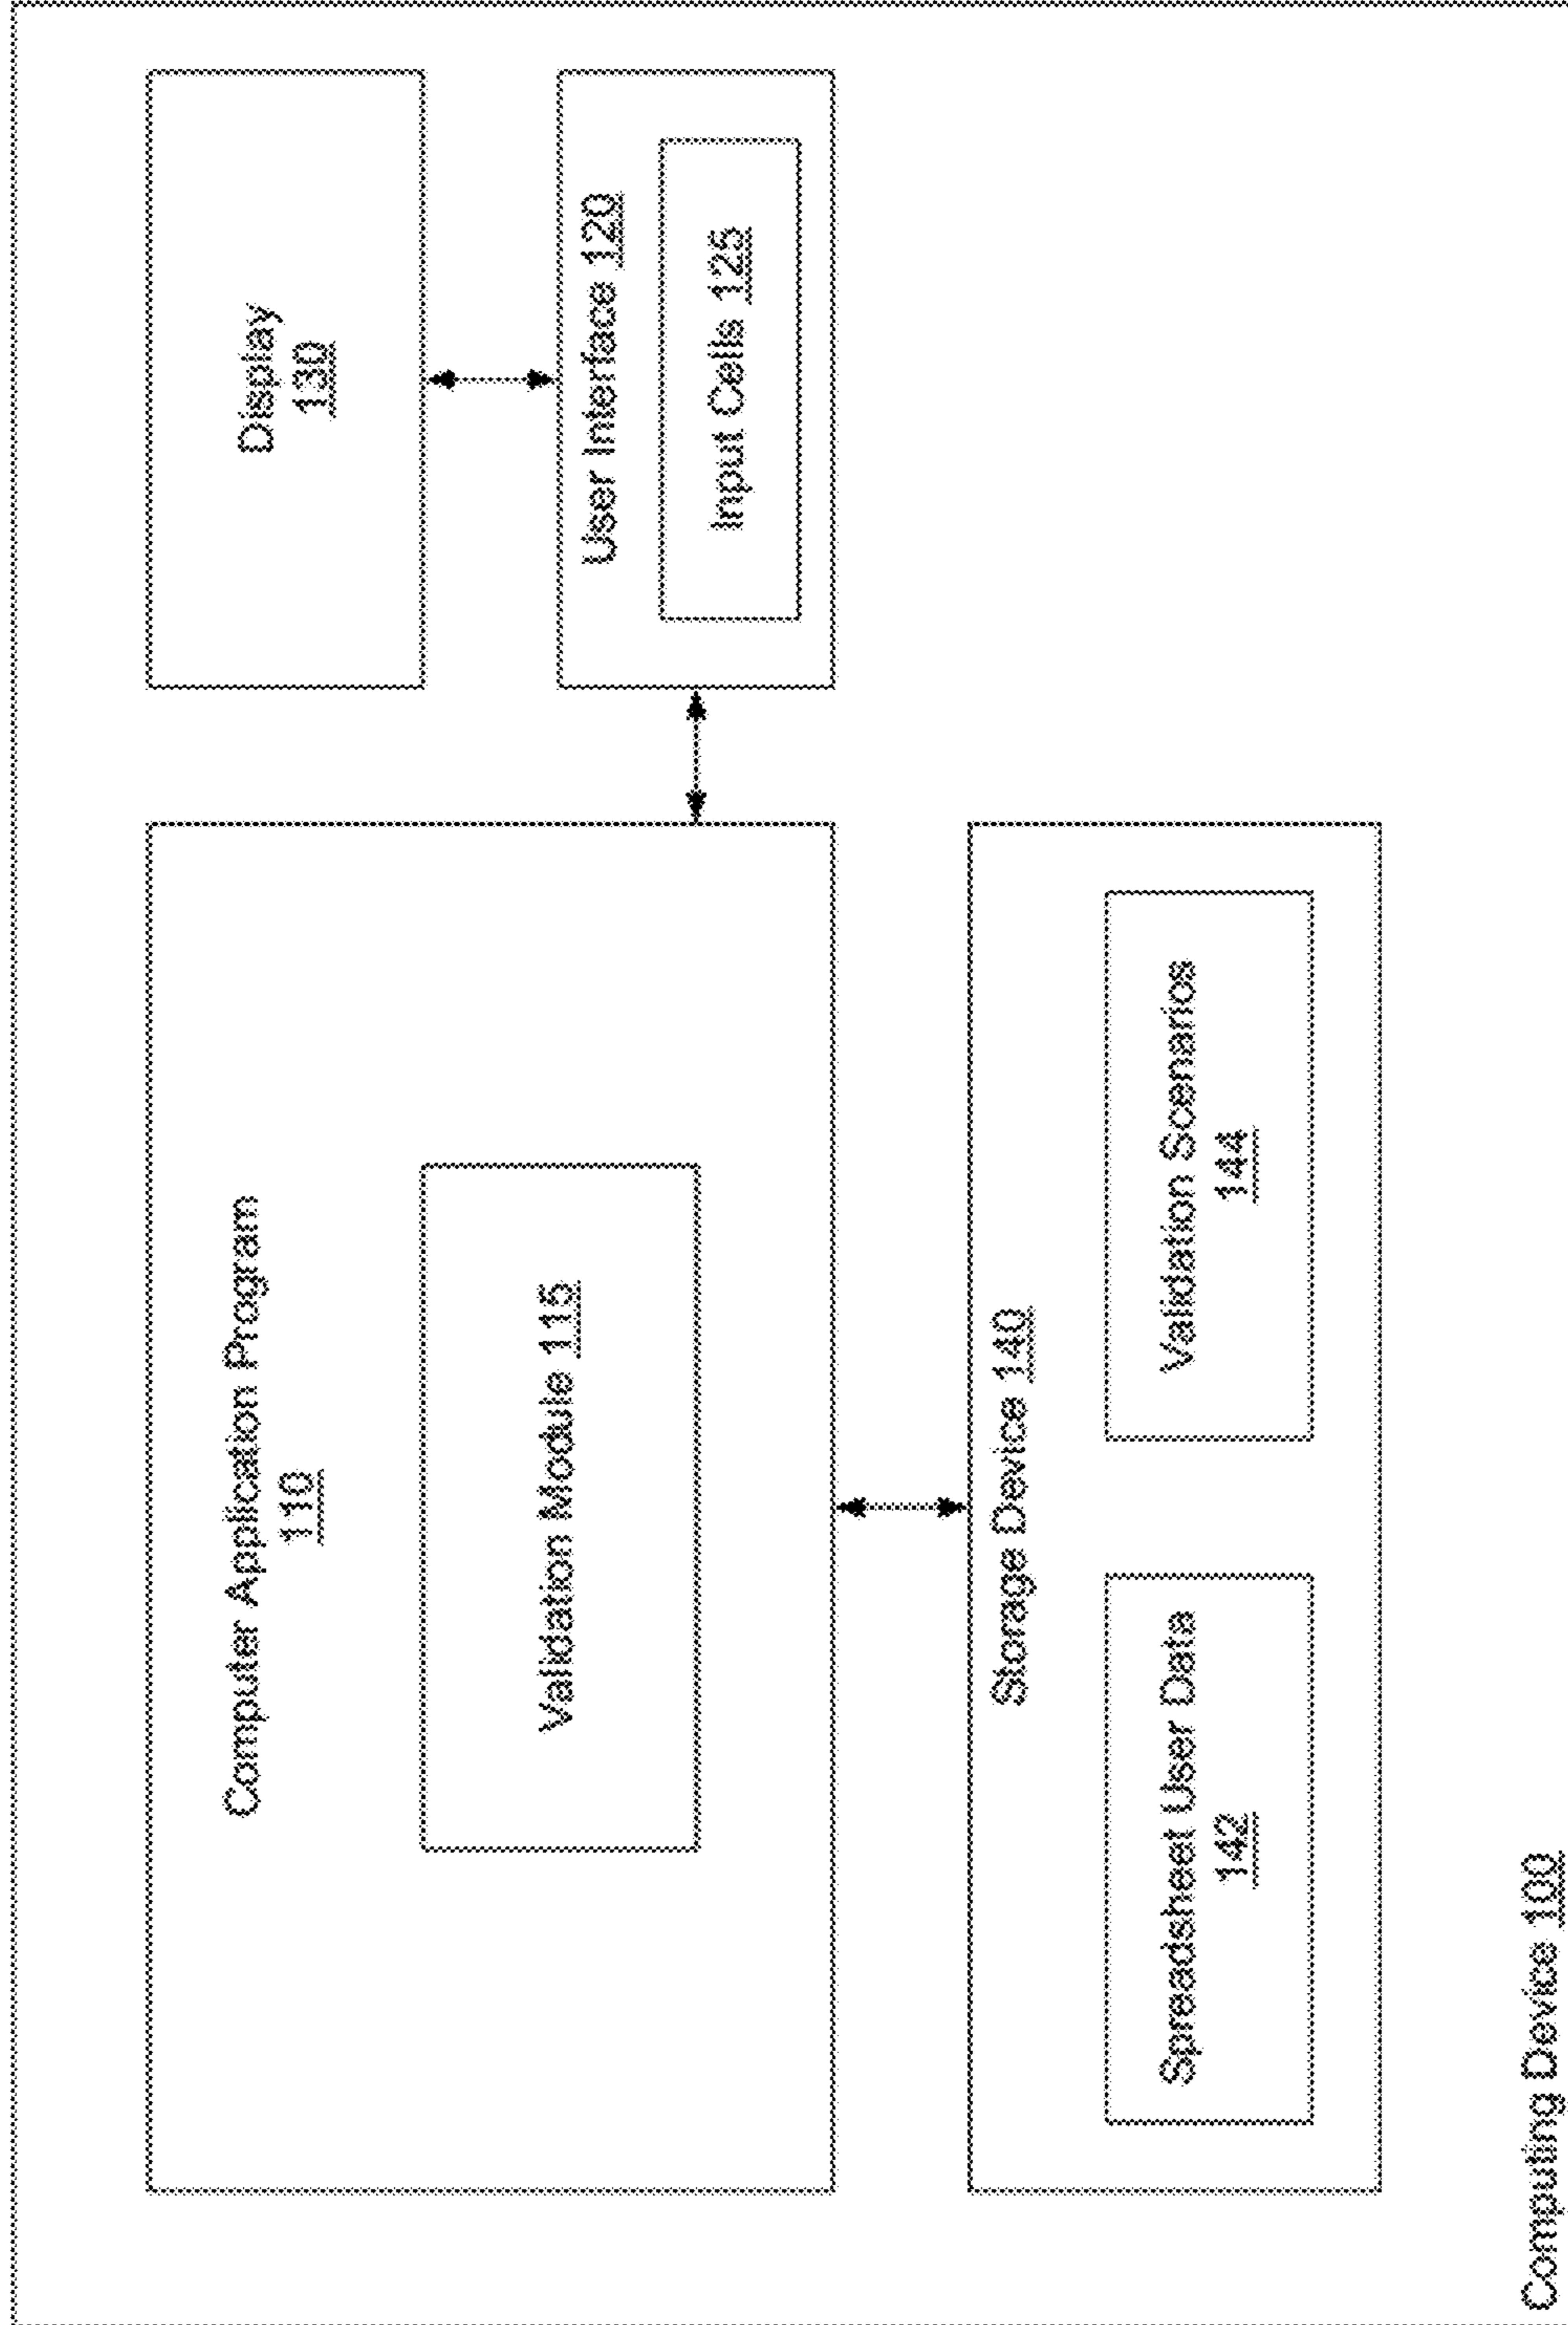 Computer Application Program
110
Validation Module 115
Display
130
User Interface 120
Input Cells 125
Storage Device 140
Spreadsheet User Data
142
Validation Scenarios
144
Computing Device 100